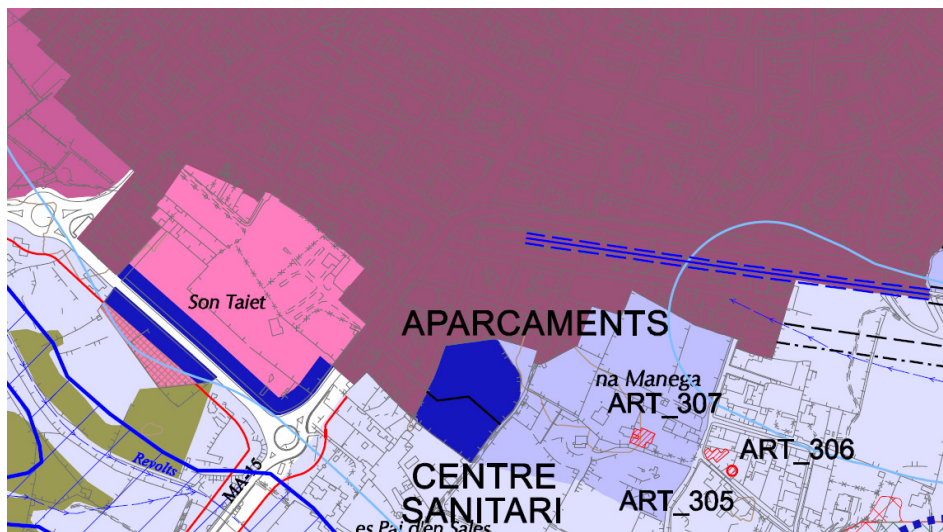 Son Taiet
APARCAMENTS
na Manega
ART_307
ART_306
Revolts
MA-15
CENTRE
SANITARI
ART_305
es Pai d'en Sales